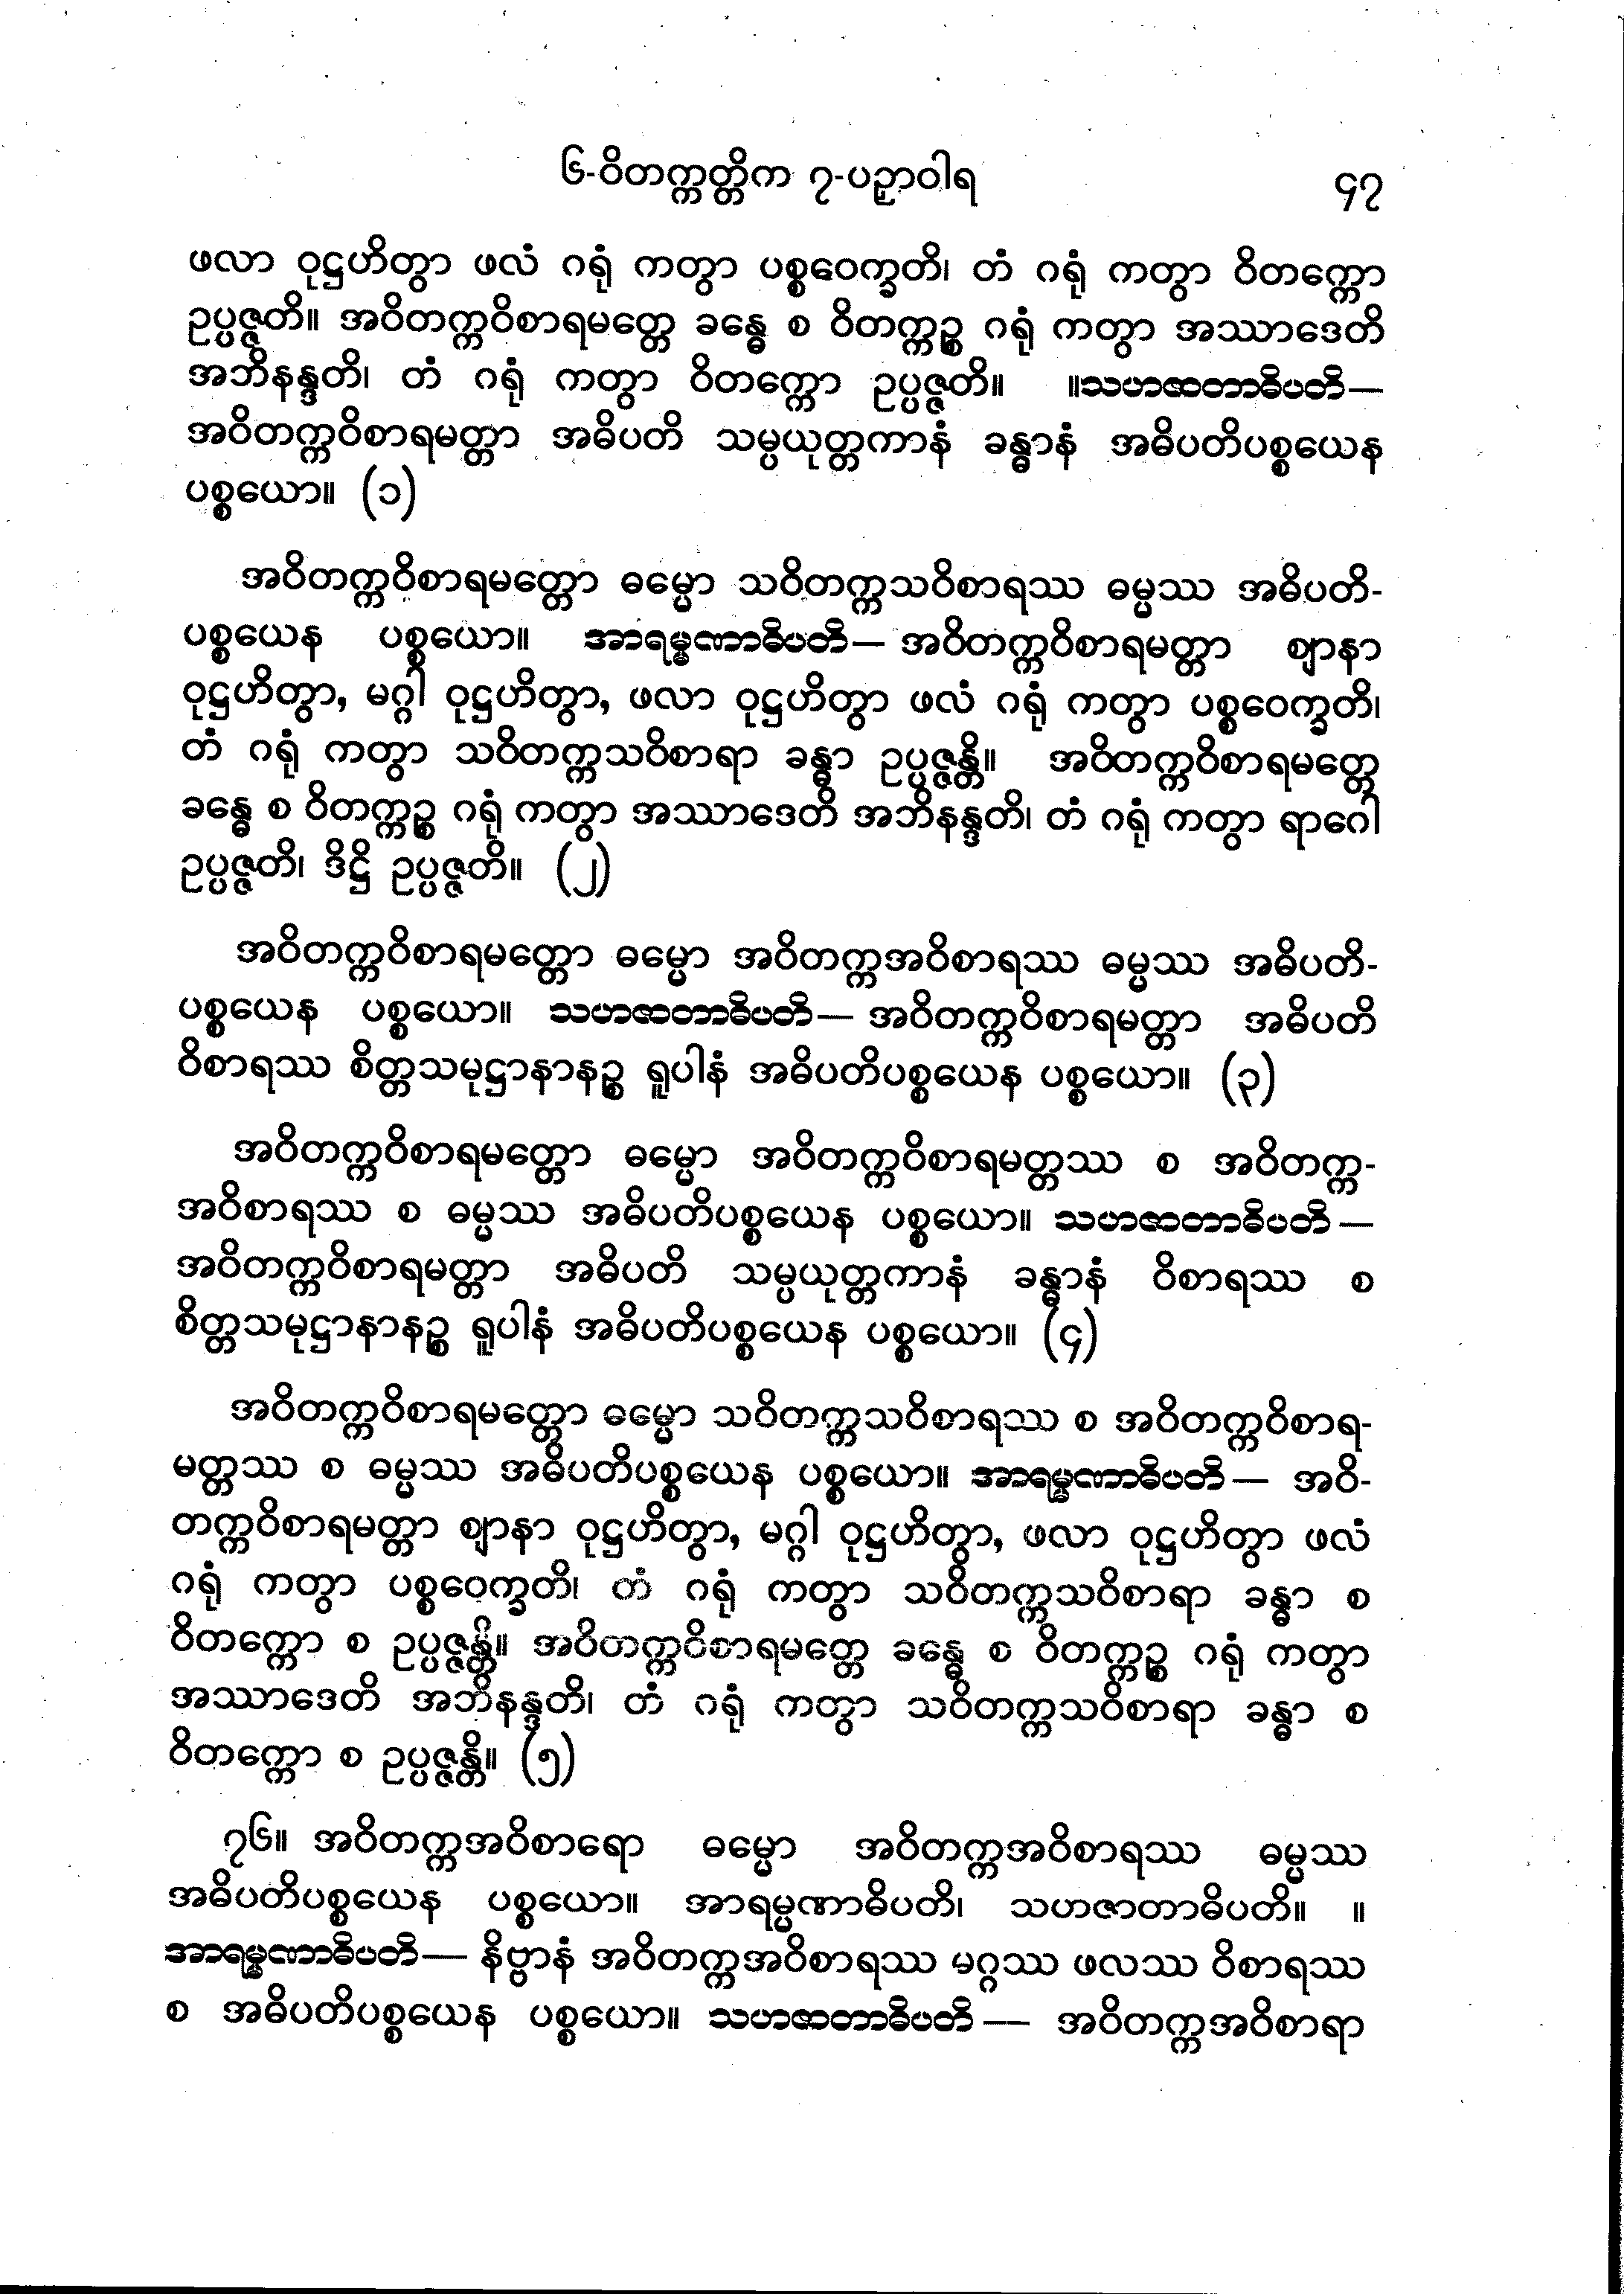 ၆-ဝိတက္ကတ္တိက ၇-ပဉှာဝါရ ၄၇
ဖလာ ဝုဋ္ဌဟိတွာ ဖလံ ဂရုံ ကတွာ ပစ္စဝေက္ခတိ၊ တံ ဂရုံ ကတွာ ဝိတက္ကော
ဥပ္ပဇ္ဇတိ။ အဝိတက္ကဝိစာရမတ္တေ ခန္ဓေ စ ဝိတက္ကဉ္စ ဂရုံ ကတွာ အဿာဒေတိ
အဘိနန္ဒတိ၊ တံ ဂရုံ ကတွာ ဝိတက္ကော ဥပ္ပဇ္ဇတိ။ ။သဟဇာတာဓိပတိ—
အဝိတက္ကဝိစာရမတ္တာ အဓိပတိ သမ္ပယုတ္တကာနံ ခန္ဓာနံ အဓိပတိပစ္စယေန
ပစ္စယော။ (၁)
အဝိတက္ကဝိစာရမတ္တော ဓမ္မော သဝိတက္ကသဝိစာရဿ ဓမ္မဿ အဓိပတိ-
ပစ္စယေန ပစ္စယော။ အာရမ္မဏာဓိပတိ— အဝိတက္ကဝိစာရမတ္တာ ဈာနာ
ဝုဋ္ဌဟိတွာ, မဂ္ဂါ ဝုဋ္ဌဟိတွာ, ဖလာ ဝုဋ္ဌဟိတွာ ဖလံ ဂရုံ ကတွာ ပစ္စဝေက္ခတိ၊
တံ ဂရုံ ကတွာ သဝိတက္ကသဝိစာရာ ခန္ဓာ ဥပ္ပဇ္ဇန္တိ။ အဝိတက္ကဝိစာရမတ္တေ
ခန္ဓေ စ ဝိတက္ကဉ္စ ဂရုံ ကတွာ အဿာဒေတိ အဘိနန္ဒတိ၊ တံ ဂရုံ ကတွာ ရာဂေါ
ဥပ္ပဇ္ဇတိ၊ ဒိဋ္ဌိ ဥပ္ပဇ္ဇတိ။ (၂)
အဝိတက္ကဝိစာရမတ္တော ဓမ္မော အဝိတက္ကအဝိစာရဿ ဓမ္မဿ အဓိပတိ-
ပစ္စယေန ပစ္စယော။ သဟဇာတာဓိပတိ— အဝိတက္ကဝိစာရမတ္တာ အဓိပတိ
ဝိစာရဿ စိတ္တသမုဋ္ဌာနာနဉ္စ ရူပါနံ အဓိပတိပစ္စယေန ပစ္စယော။ (၃)
အဝိတက္ကဝိစာရမတ္တော ဓမ္မော အဝိတက္ကဝိစာရမတ္တဿ စ အဝိတက္က-
အဝိစာရဿ စ ဓမ္မဿ အဓိပတိပစ္စယေန ပစ္စယော။ သဟဇာတာဓိပတိ—
အဝိတက္ကဝိစာရမတ္တာ အဓိပတိ သမ္ပယုတ္တကာနံ ခန္ဓာနံ ဝိစာရဿ စ
စိတ္တသမုဋ္ဌာနာနဉ္စ ရူပါနံ အဓိပတိပစ္စယေန ပစ္စယော။ (၄)
အဝိတက္ကဝိစာရမတ္တော ဓမ္မော သဝိတက္ကသဝိစာရဿ စ အဝိတက္ကဝိစာရ-
မတ္တဿ စ ဓမ္မဿ အဓိပတိပစ္စယေန ပစ္စယော။ အာရမ္မဏာဓိပတိ— အဝိ-
တက္ကဝိစာရမတ္တာ ဈာနာ ဝုဋ္ဌဟိတွာ, မဂ္ဂါ ဝုဋ္ဌဟိတွာ, ဖလာ ဝုဋ္ဌဟိတွာ ဖလံ
ဂရုံ ကတွာ ပစ္စဝေက္ခတိ၊ တံ ဂရုံ ကတွာ သဝိတက္ကသဝိစာရာ ခန္ဓာ စ
ဝိတက္ကော စ ဥပ္ပဇ္ဇန္တိ။ အဝိတက္ကဝိစာရမတ္တေ ခန္ဓေ စ ဝိတက္ကဉ္စ ဂရုံ ကတွာ
အဿာဒေတိ အဘိနန္ဒတိ၊ တံ ဂရုံ ကတွာ သဝိတက္ကသဝိစာရာ ခန္ဓာ စ
ဝိတက္ကော စ ဥပ္ပဇ္ဇန္တိ။ (၅)
၇၆။ အဝိတက္ကအဝိစာရော ဓမ္မော အဝိတက္ကအဝိစာရဿ ဓမ္မဿ
အဓိပတိပစ္စယေန ပစ္စယော။ အာရမ္မဏာဓိပတိ၊ သဟဇာတာဓိပတိ။ ။
အာရမ္မဏာဓိပတိ— နိဗ္ဗာနံ အဝိတက္ကအဝိစာရဿ မဂ္ဂဿ ဖလဿ ဝိစာရဿ
စ အဓိပတိပစ္စယေန ပစ္စယော။ သဟဇာတာဓိပတိ— အဝိတက္ကအဝိစာရာ